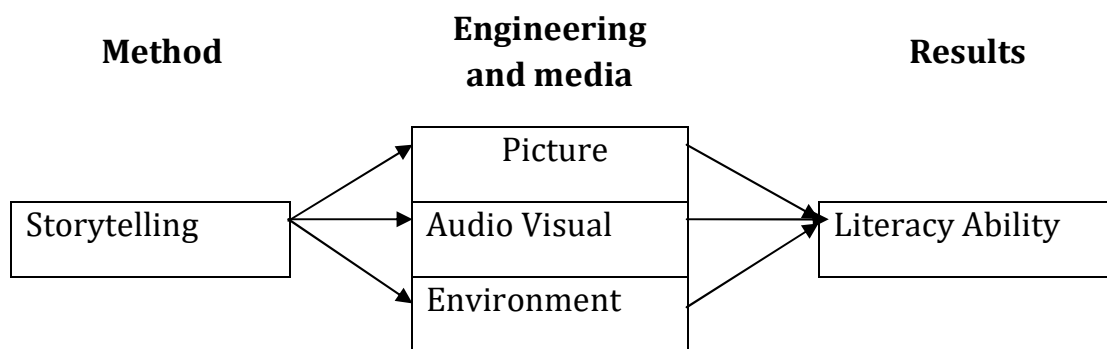 Method
Engineering
and media
Results
Picture
Storytelling
Audio Visual
Literacy Ability
Environment